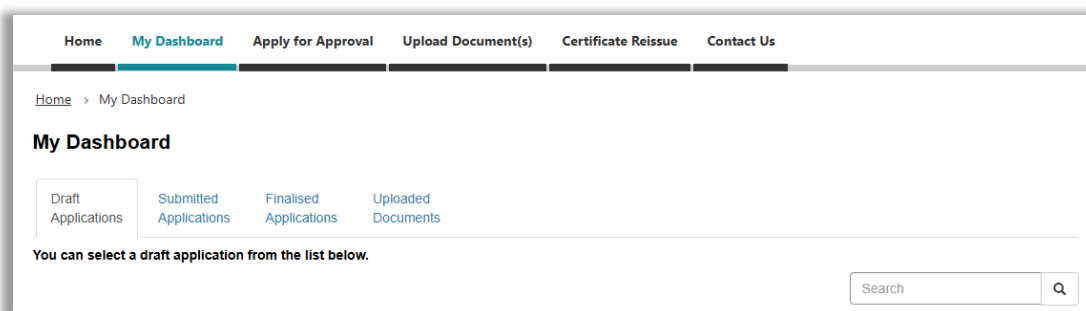 Home My Dashboard Apply for Approval Upload Document(s) Certificate Reissue Contact Us
Home > My Dashboard
My Dashboard
Draft Applications
Submitted Applications
Finalised Applications
Uploaded Documents
You can select a draft application from the list below.
Search